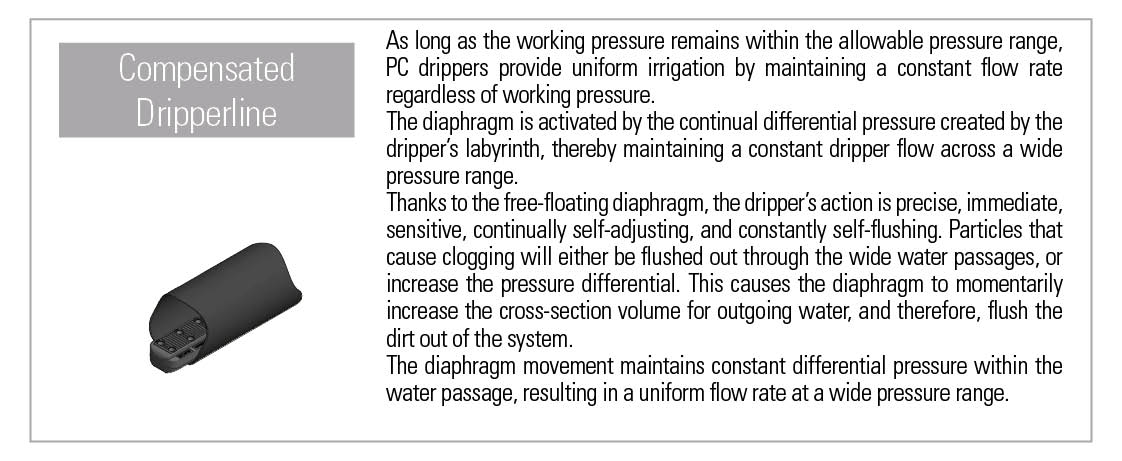 Compensated
Dripperline
As long as the working pressure remains within the allowable pressure range,
PC drippers provide uniform irrigation by maintaining a constant flow rate
regardless of working pressure.
The diaphragm is activated by the continual differential pressure created by the
dripper's labyrinth, thereby maintaining a constant dripper flow across a wide
pressure range.
Thanks to the free-floating diaphragm, the dripper's action is precise, immediate,
sensitive, continually self-adjusting, and constantly self-flushing. Particles that
cause clogging will either be flushed out through the wide water passages, or
increase the pressure differential. This causes the diaphragm to momentarily
increase the cross-section volume for outgoing water, and therefore, flush the
dirt out of the system.
The diaphragm movement maintains constant differential pressure within the
water passage, resulting in a uniform flow rate at a wide pressure range.